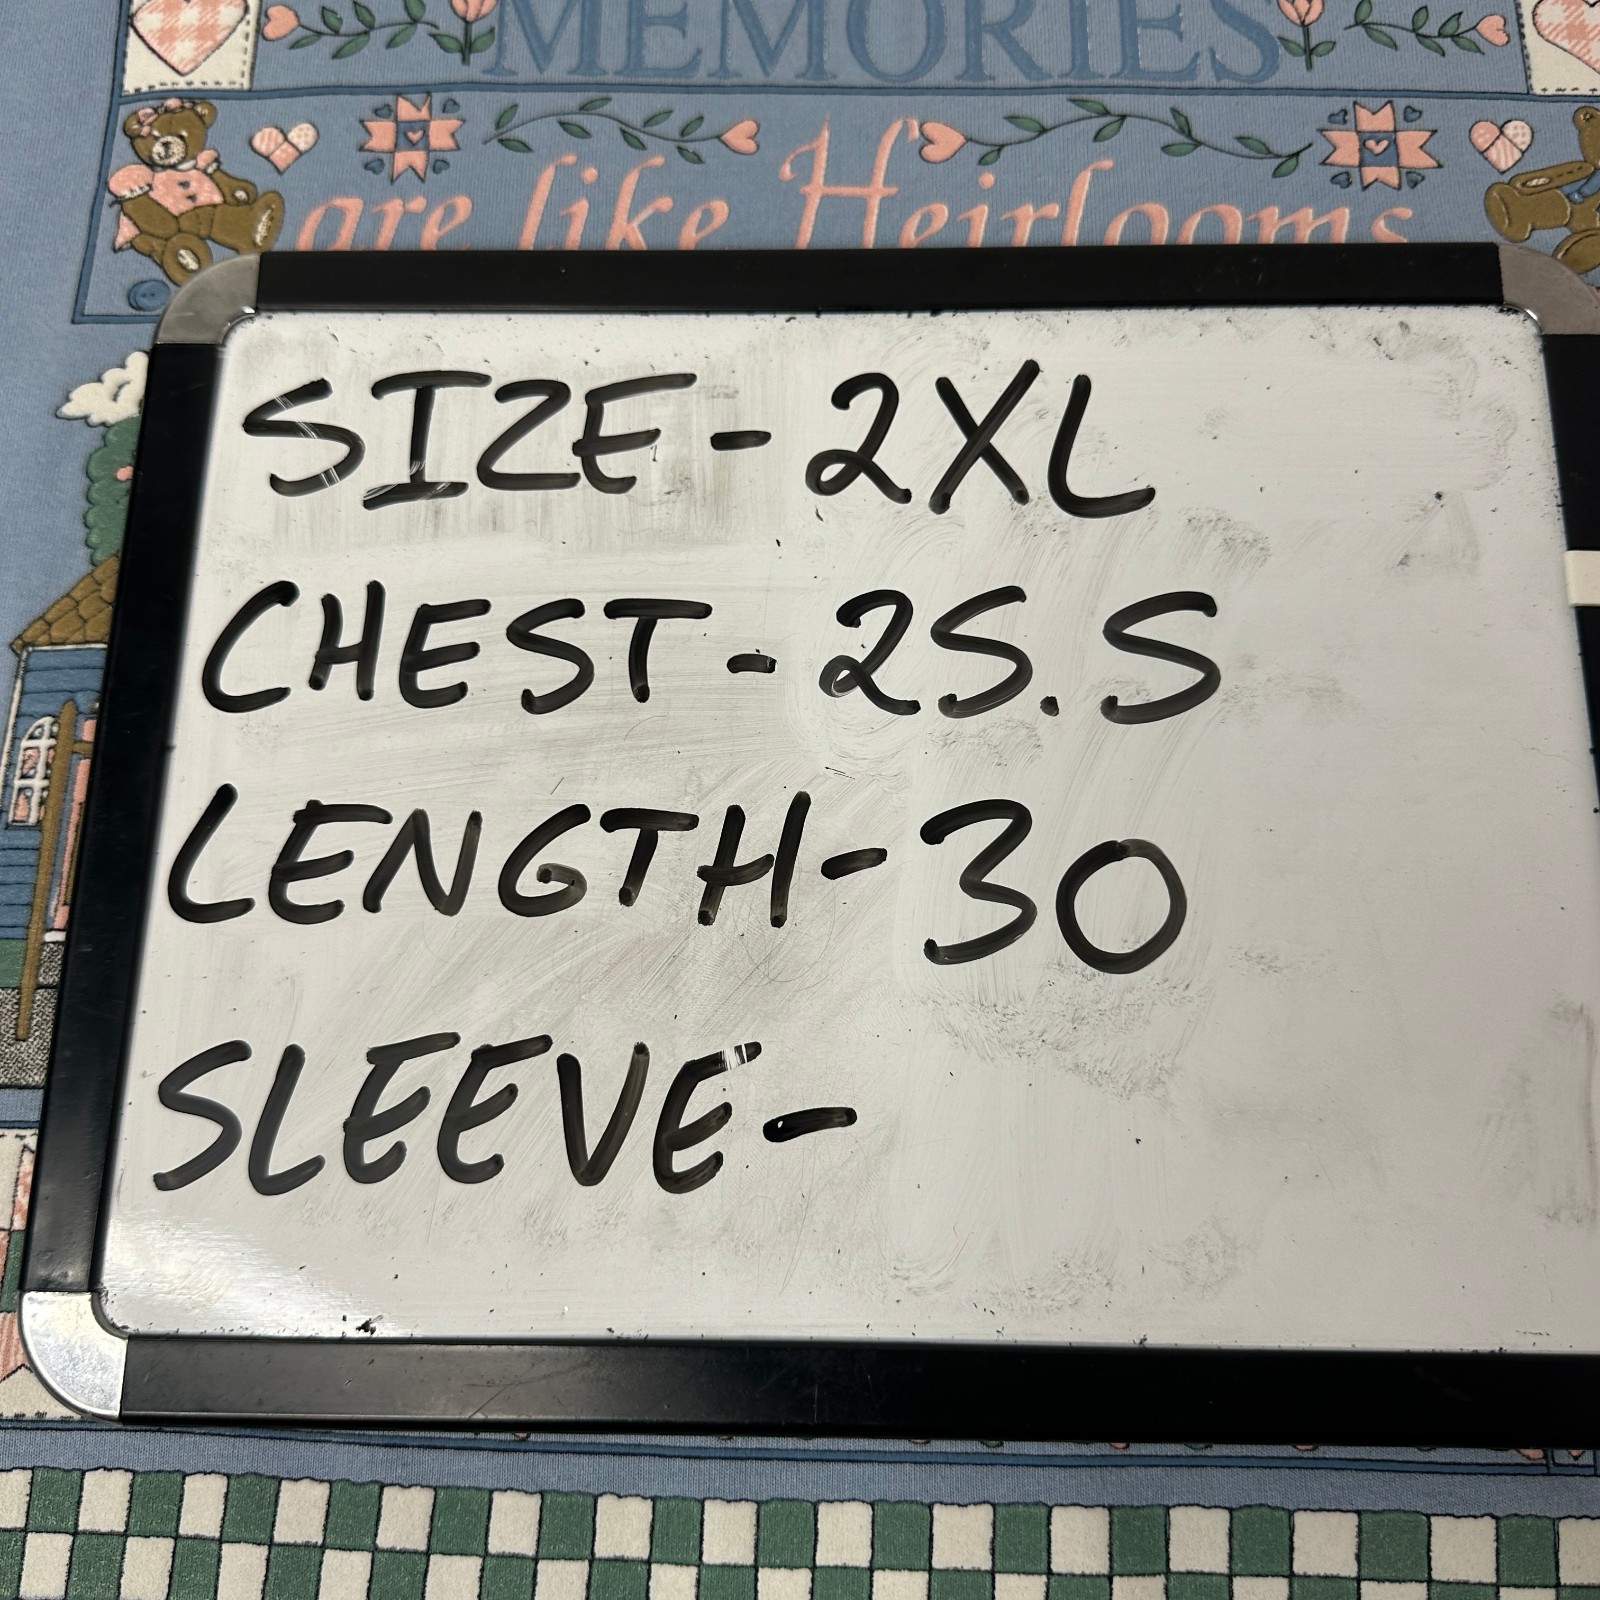 MEMORIES
are like Heirlooms
SIZE-2XL
CHEST-25.5
LENGTH-30
SLEEVE-